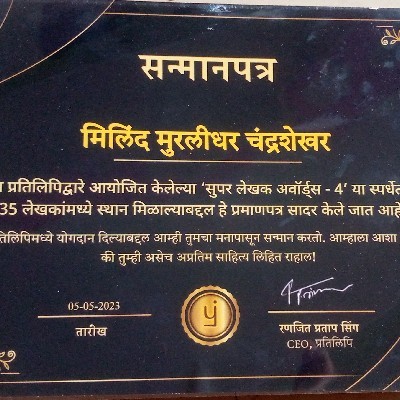 सन्मानपत्र
मिलिंद मुरलीधर चंद्रशेखर
प्रतिलिपिद्वारे आयोजित केलेल्या 'सुपर लेखक अवॉर्ड्स - 4' या स्पर्धेत
35 लेखकांमध्ये स्थान मिळाल्याबद्दल हे प्रमाणपत्र सादर केले जात आहे
तिलिपिमध्ये योगदान दिल्याबद्दल आम्ही तुमचा मनापासून सन्मान करतो. आम्हाला आशा
की तुम्ही असेच अप्रतिम साहित्य लिहित राहाल!
05-05-2023
तारीख
रणजित प्रताप सिंग
CEO, प्रतिलिपि